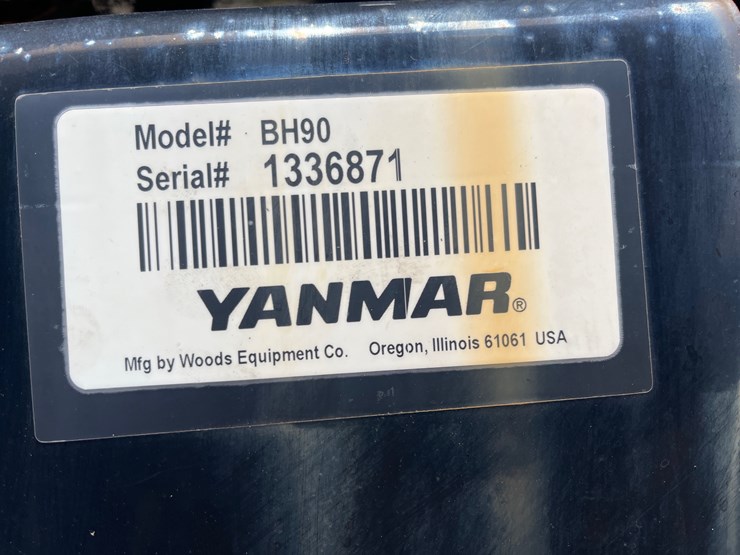 Model# BH90
Serial# 1336871
YANMAR®
Mfg by Woods Equipment Co. Oregon, Illinois 61061 USA